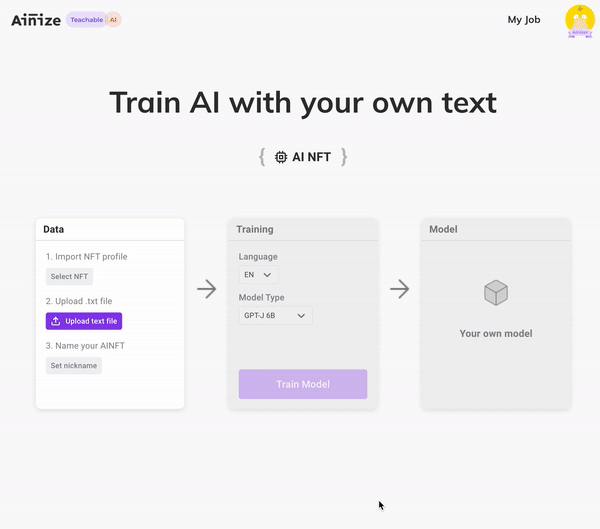 Ainize Teachable AI
My Job
Train AI with your own text
{ AI NFT }
Data
1. Import NFT profile
Select NFT
2. Upload .txt file
Upload text file
3. Name your AINFT
Set nickname
Training
Language
EN
Model Type
GPT-J 6B
Train Model
Model
Your own model